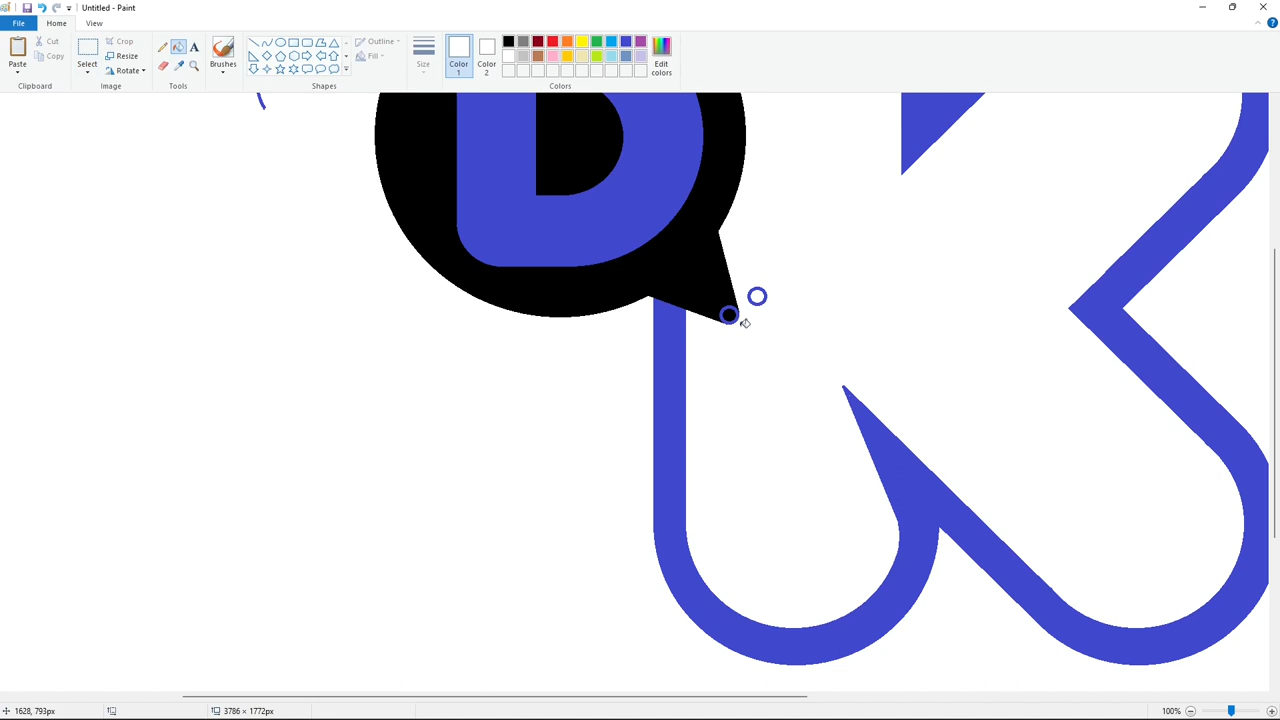 Untitled - Paint
File
Home
View
Cut
Copy
Paste
Clipboard
Select
Crop
Resize
Rotate
Image
A
Tools
Brushes
Outline
Fill
Shapes
Size
Color 1
Color 2
Edit colors
Colors
D
K
1628, 793px
3786 × 1772px
100%